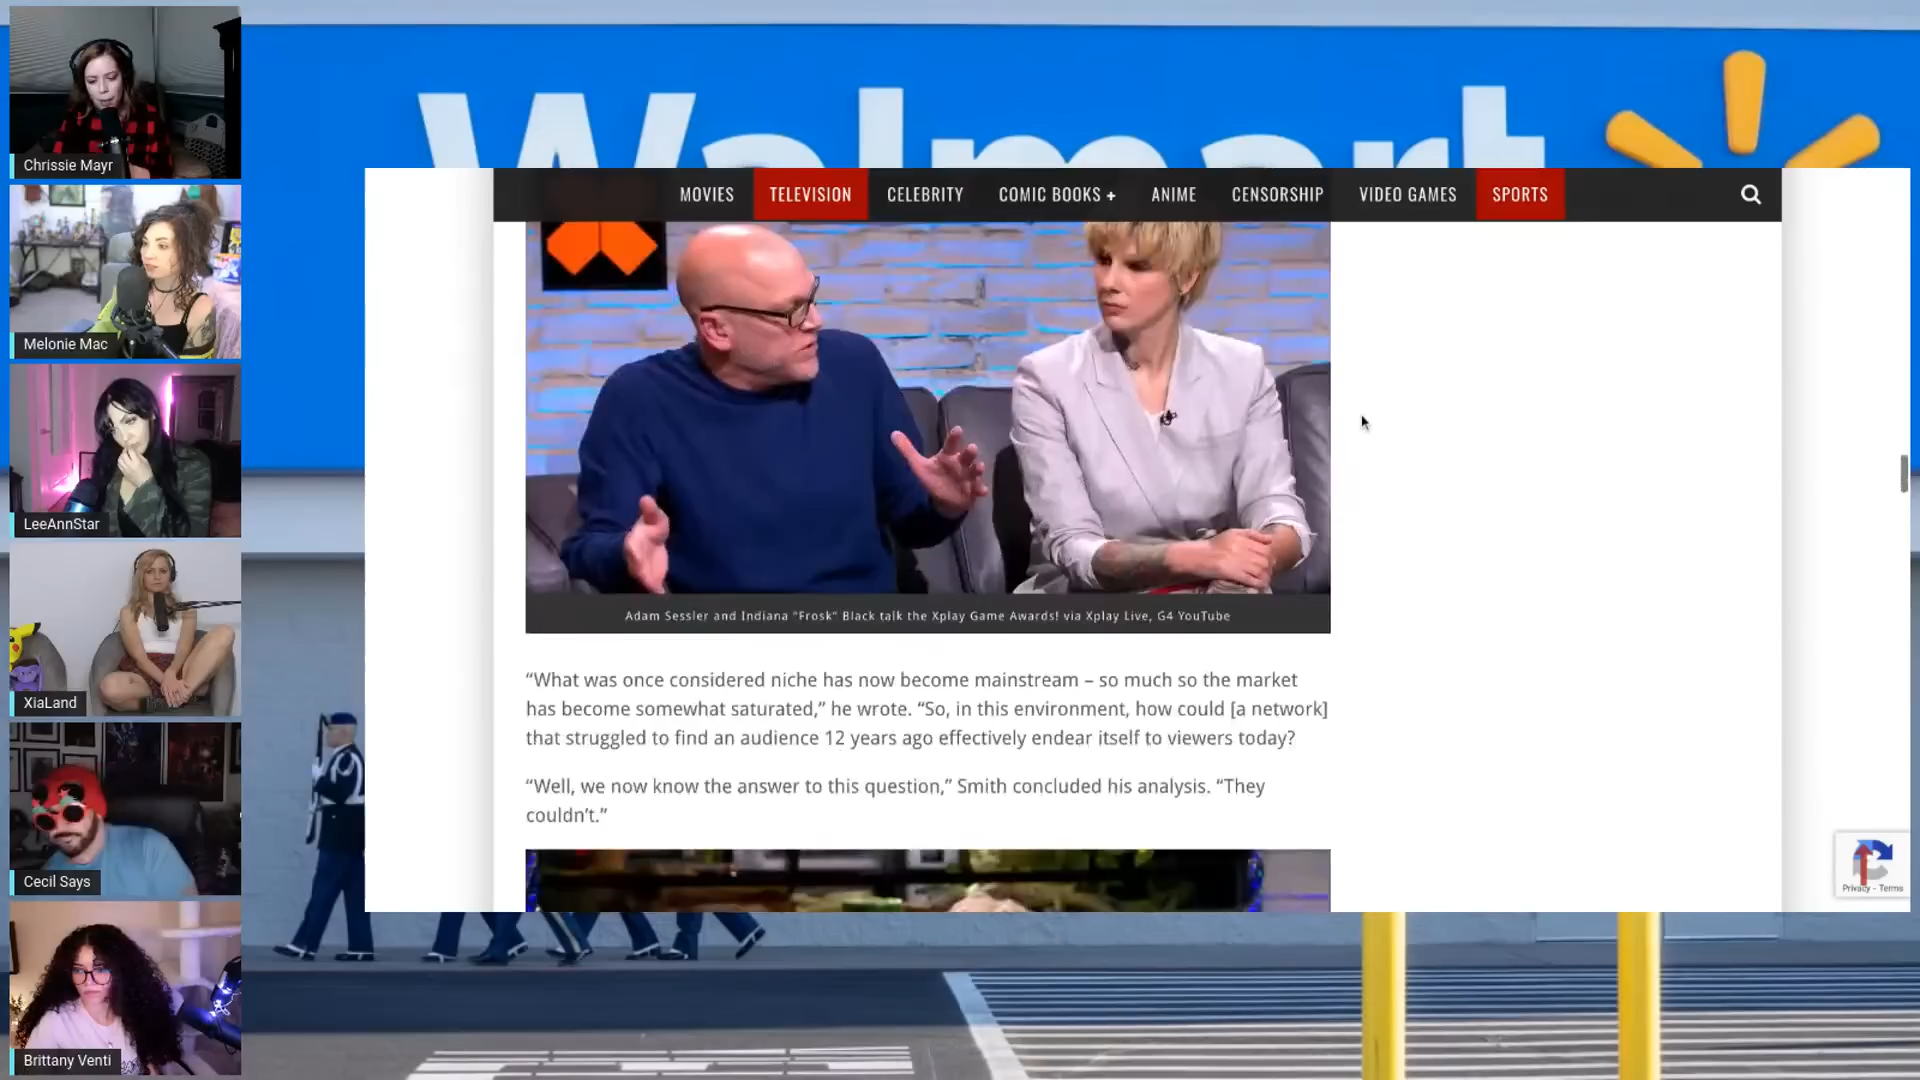 Walmart
Chrissie Mayr
Melonie Mac
LeeAnnStar
XiaLand
Cecil Says
Brittany Venti
MOVIES TELEVISION CELEBRITY COMIC BOOKS + ANIME CENSORSHIP VIDEO GAMES SPORTS
Adam Sessler and Indiana "Frosk" Black talk the Xplay Game Awards! via Xplay Live, G4 YouTube
“What was once considered niche has now become mainstream – so much so the market
has become somewhat saturated,” he wrote. “So, in this environment, how could [a network]
that struggled to find an audience 12 years ago effectively endear itself to viewers today?
“Well, we now know the answer to this question,” Smith concluded his analysis. “They
couldn’t.”
Privacy - Terms